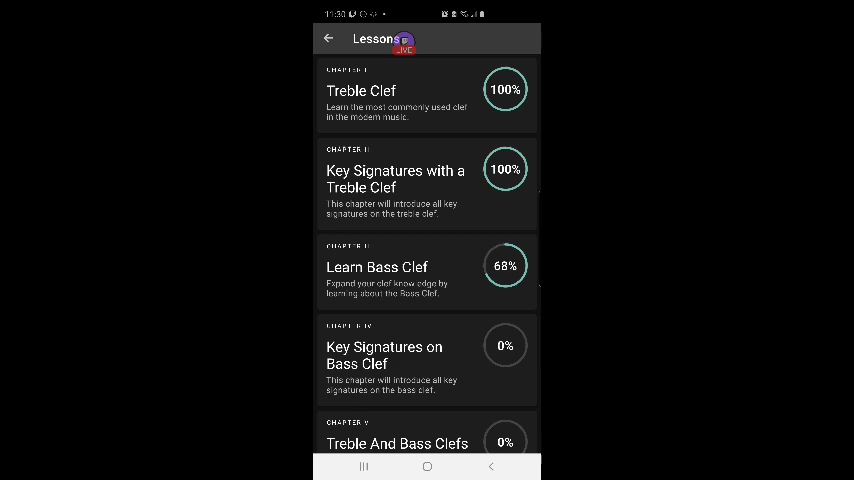 11:30
Lessons
LIVE
CHAPTER I
Treble Clef
Learn the most commonly used clef
in the modern music.
100%
CHAPTER II
Key Signatures with a
Treble Clef
This chapter will introduce all key
signatures on the treble clef.
100%
CHAPTER III
Learn Bass Clef
Expand your clef knowledge by
learning about the Bass Clef.
68%
CHAPTER IV
Key Signatures on
Bass Clef
This chapter will introduce all key
signatures on the bass clef.
0%
CHAPTER V
Treble And Bass Clefs
0%